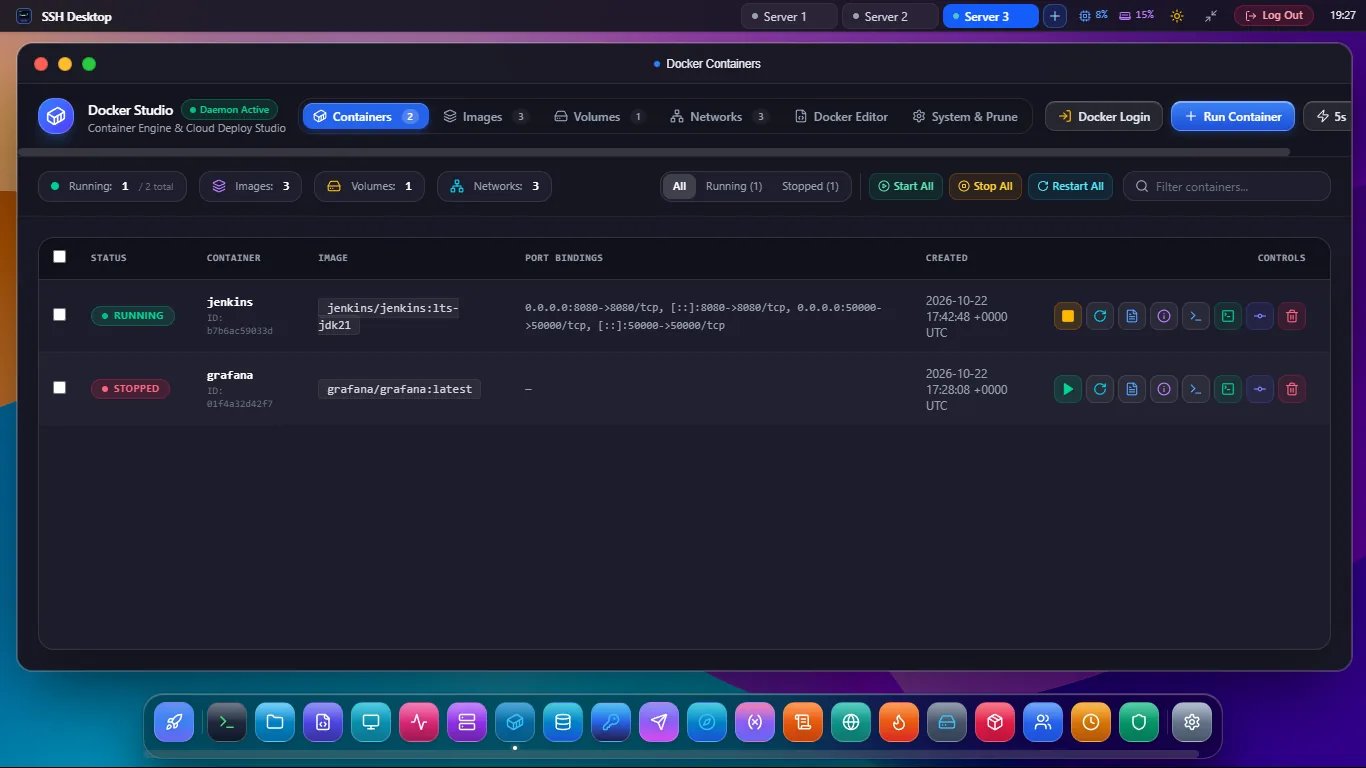 SSH Desktop
Server 1
Server 2
Server 3
8%
15%
Log Out
19:27
Docker Containers
Docker Studio
Daemon Active
Container Engine & Cloud Deploy Studio
Containers 2
Images 3
Volumes 1
Networks 3
Docker Editor
System & Prune
Docker Login
+ Run Container
5s
Running: 1 / 2 total
Images: 3
Volumes: 1
Networks: 3
All
Running (1)
Stopped (1)
Start All
Stop All
Restart All
Filter containers...
STATUS
CONTAINER
IMAGE
PORT BINDINGS
CREATED
CONTROLS
RUNNING
jenkins
ID:
b7b6ac59033d
jenkins/jenkins:lts-
jdk21
0.0.0.0:8080->8080/tcp, [::]:8080->8080/tcp, 0.0.0.0:50000-
>50000/tcp, [::]:50000->50000/tcp
2026-10-22
17:42:48 +0000
UTC
STOPPED
grafana
ID:
01f4a32d42f7
grafana/grafana:latest
—
2026-10-22
17:28:08 +0000
UTC